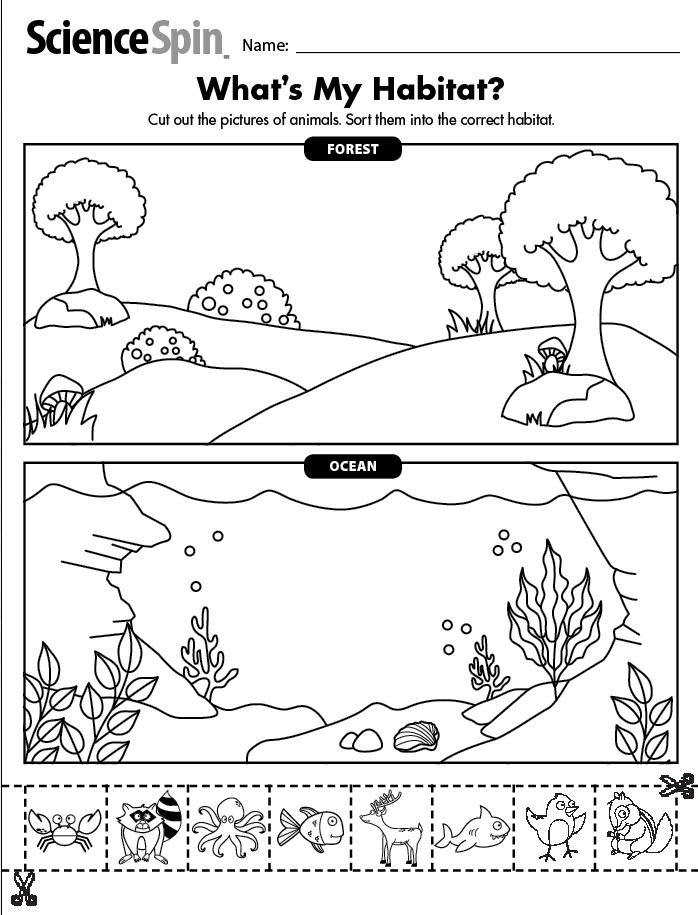 ScienceSpin. Name:
What's My Habitat?
Cut out the pictures of animals. Sort them into the correct habitat.
FOREST
OCEAN